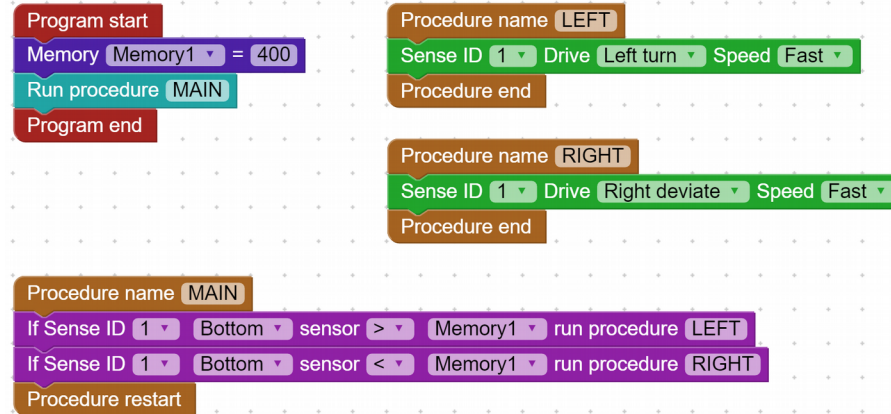 Program start
Memory Memory1 = 400
Run procedure MAIN
Program end
Procedure name LEFT
Sense ID 1 Drive Left turn Speed Fast
Procedure end
Procedure name RIGHT
Sense ID 1 Drive Right deviate Speed Fast
Procedure end
Procedure name MAIN
If Sense ID 1 Bottom sensor > Memory1 run procedure LEFT
If Sense ID 1 Bottom sensor < Memory1 run procedure RIGHT
Procedure restart